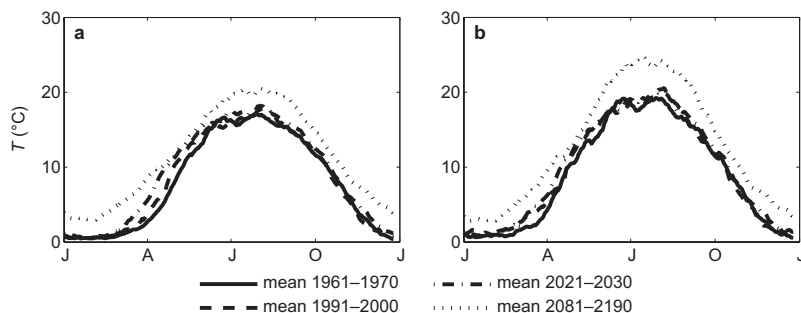 30
a
b
20
T (°C)
10
0
J A J O J
30
20
10
0
J A J O J
mean 1961–1970
mean 2021–2030
mean 1991–2000
mean 2081–2190